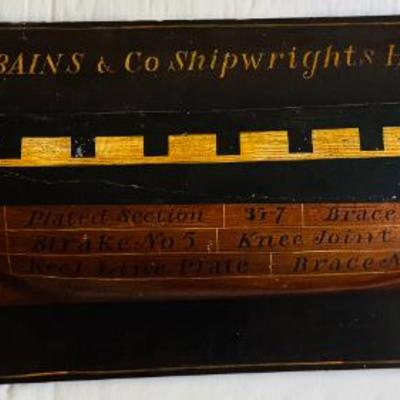 BAINS & Co Shipwrights H
Plated Section 357 Brace
Strake No 5 Knee Joint
Keel Line Plate Brace N